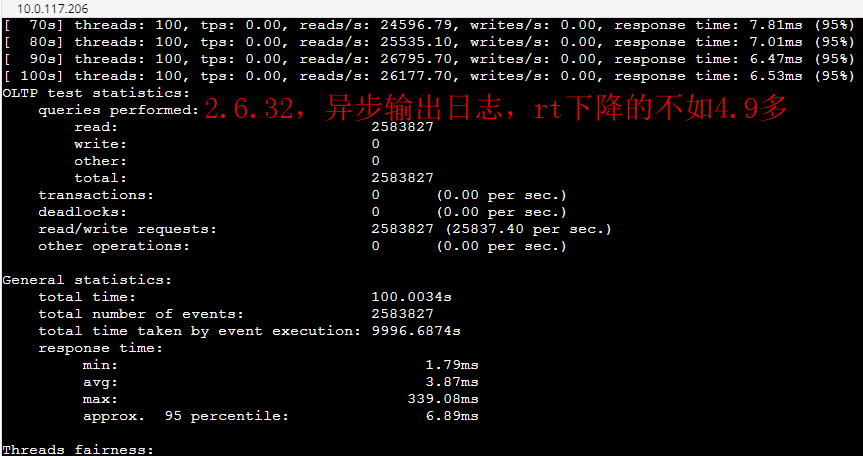 10.0.117.206
[  70s] threads: 100, tps: 0.00, reads/s: 24596.79, writes/s: 0.00, response time: 7.81ms (95%)
[  80s] threads: 100, tps: 0.00, reads/s: 25535.10, writes/s: 0.00, response time: 7.01ms (95%)
[  90s] threads: 100, tps: 0.00, reads/s: 26795.70, writes/s: 0.00, response time: 6.47ms (95%)
[ 100s] threads: 100, tps: 0.00, reads/s: 26177.70, writes/s: 0.00, response time: 6.53ms (95%)
OLTP test statistics:
queries performed:
2.6.32，异步输出日志，rt下降的不如4.9多
read: 2583827
write: 0
other: 0
total: 2583827
transactions: 0 (0.00 per sec.)
deadlocks: 0 (0.00 per sec.)
read/write requests: 2583827 (25837.40 per sec.)
other operations: 0 (0.00 per sec.)
General statistics:
total time: 100.0034s
total number of events: 2583827
total time taken by event execution: 9996.6874s
response time:
min: 1.79ms
avg: 3.87ms
max: 339.08ms
approx.  95 percentile: 6.89ms
Threads fairness: